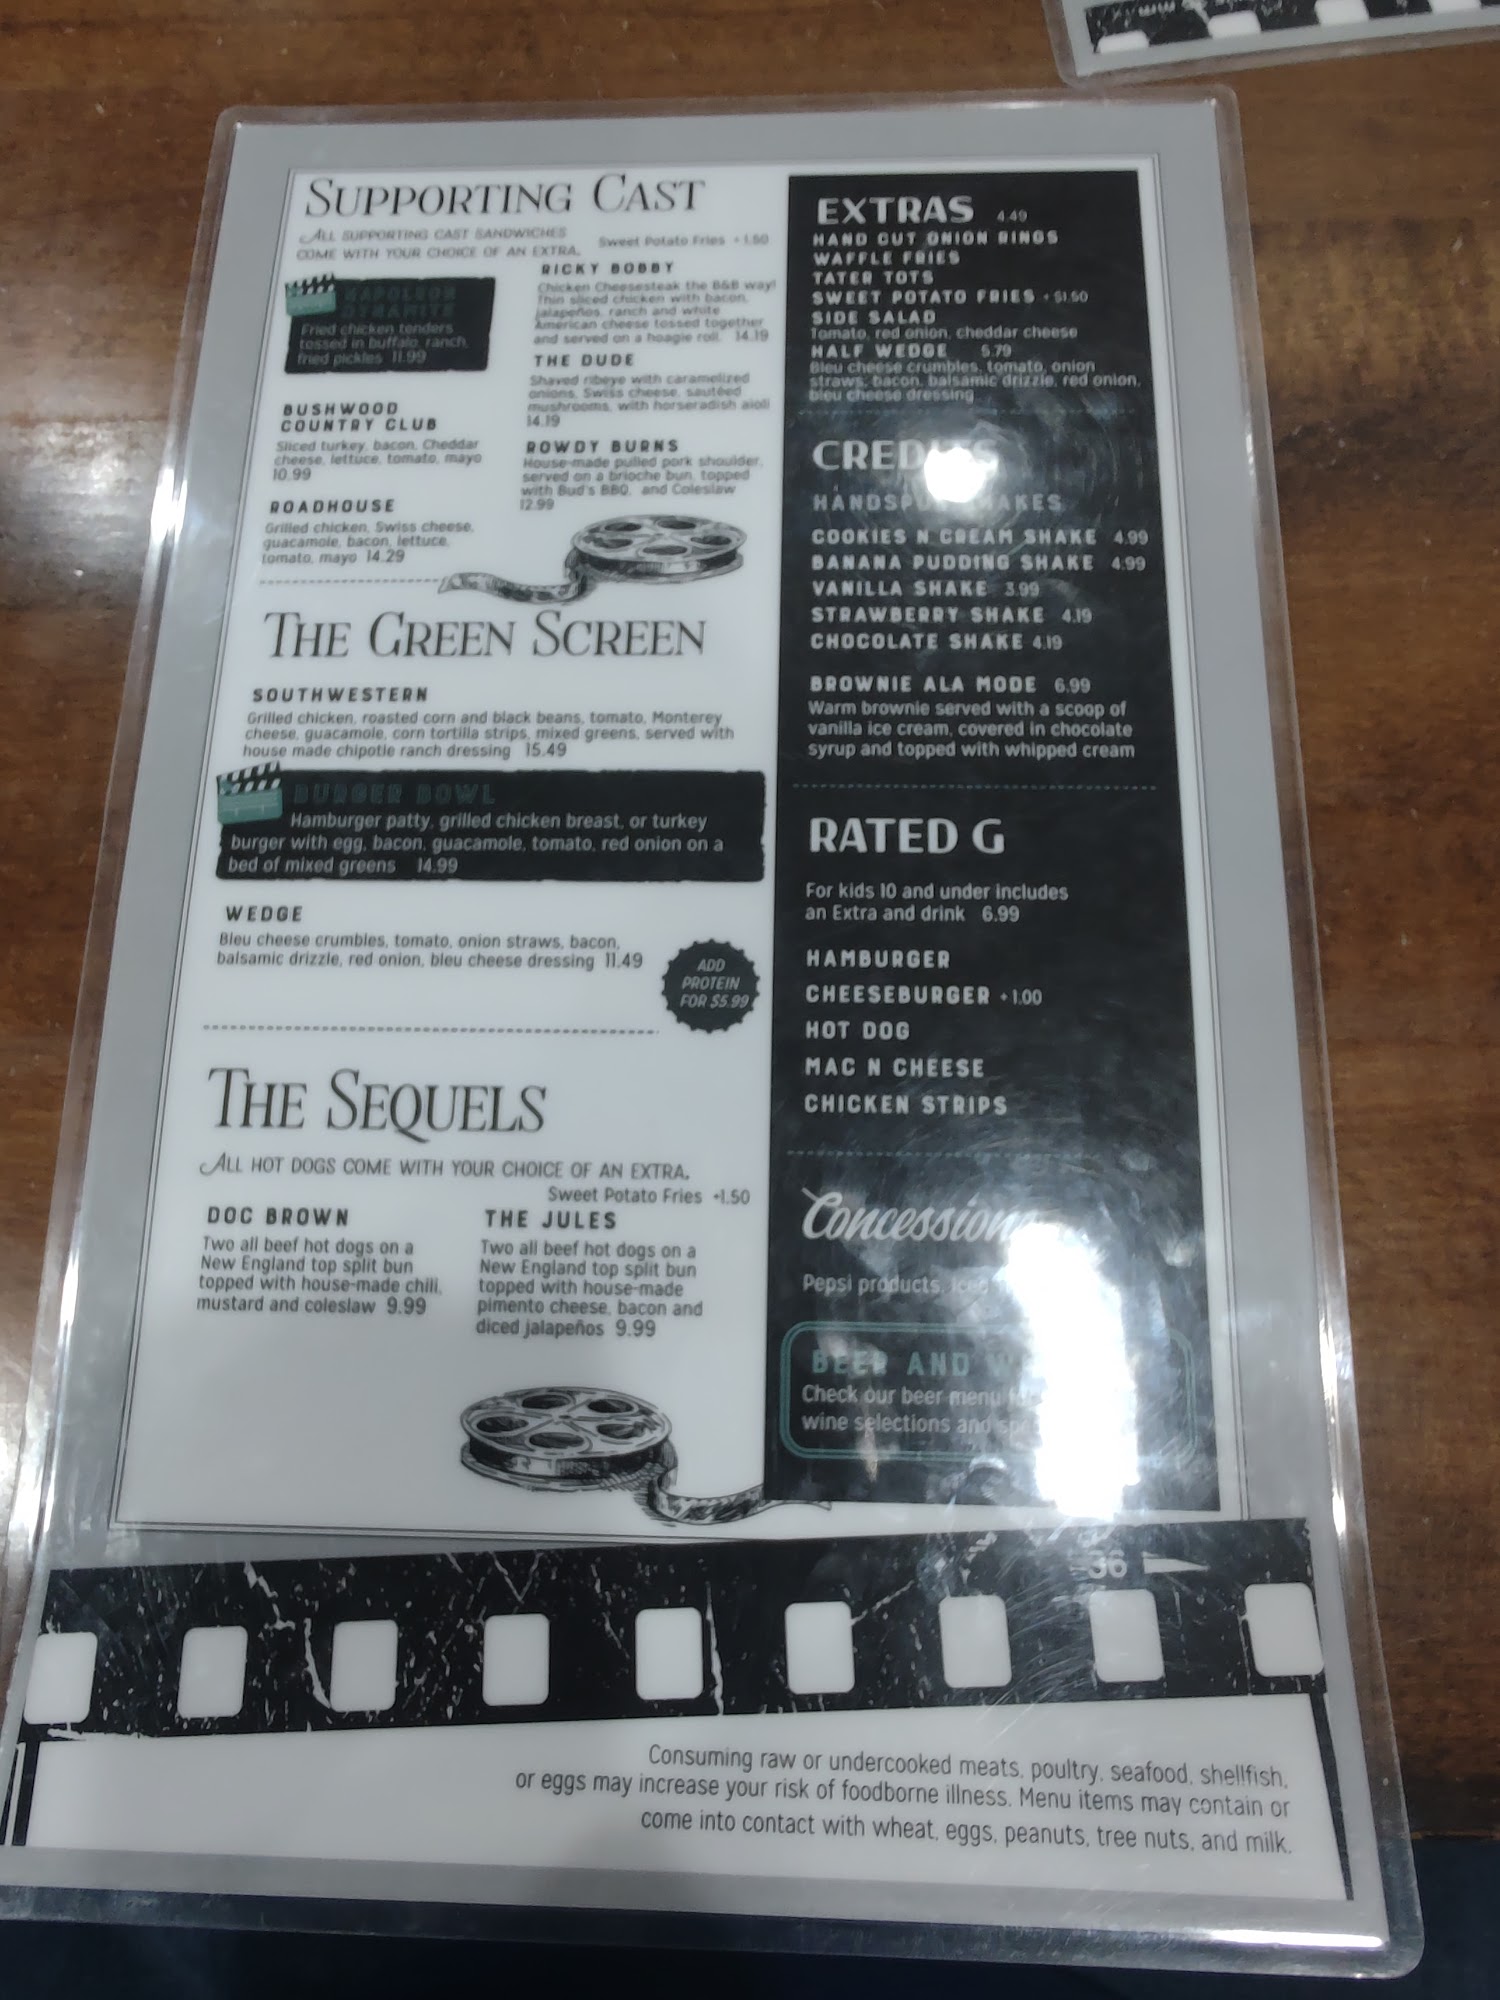 SUPPORTING CAST
ALL SUPPORTING CAST SANDWICHES
COME WITH YOUR CHOICE OF AN EXTRA.
Sweet Potato Fries +1.50
NAPOLEON
DYNAMITE
Fried chicken tenders
tossed in buffalo, ranch,
fried pickles 11.99
BUSHWOOD
COUNTRY CLUB
Sliced turkey, bacon, Cheddar
cheese, lettuce, tomato, mayo
10.99
ROADHOUSE
Grilled chicken, Swiss cheese,
guacamole, bacon, lettuce,
tomato, mayo 14.29
RICKY BOBBY
Chicken Cheesesteak the B&B way!
Thin sliced chicken with bacon,
jalapeños, ranch and white
American cheese tossed together
and served on a hoagie roll. 14.19
THE DUDE
Shaved ribeye with caramelized
onions, Swiss cheese, sautéed
mushrooms, with horseradish aioli
14.19
ROWDY BURNS
House-made pulled pork shoulder,
served on a brioche bun, topped
with Bud's BBQ, and Coleslaw
12.99
THE GREEN SCREEN
SOUTHWESTERN
Grilled chicken, roasted corn and black beans, tomato, Monterey
cheese, guacamole, corn tortilla strips, mixed greens, served with
house made chipotle ranch dressing 15.49
BURGER BOWL
Hamburger patty, grilled chicken breast, or turkey
burger with egg, bacon, guacamole, tomato, red onion on a
bed of mixed greens 14.99
WEDGE
Bleu cheese crumbles, tomato, onion straws, bacon,
balsamic drizzle, red onion, bleu cheese dressing 11.49
ADD
PROTEIN
FOR $5.99
THE SEQUELS
ALL HOT DOGS COME WITH YOUR CHOICE OF AN EXTRA.
Sweet Potato Fries +1.50
DOC BROWN
Two all beef hot dogs on a
New England top split bun
topped with house-made chili,
mustard and coleslaw 9.99
THE JULES
Two all beef hot dogs on a
New England top split bun
topped with house-made
pimento cheese, bacon and
diced jalapeños 9.99
EXTRAS 4.49
HAND CUT ONION RINGS
WAFFLE FRIES
TATER TOTS
SWEET POTATO FRIES +$1.50
SIDE SALAD
Tomato, red onion, cheddar cheese
HALF WEDGE 5.79
Bleu cheese crumbles, tomato, onion
straws, bacon, balsamic drizzle, red onion,
bleu cheese dressing
CREDITS
HANDSPUN SHAKES
COOKIES N CREAM SHAKE 4.99
BANANA PUDDING SHAKE 4.99
VANILLA SHAKE 3.99
STRAWBERRY SHAKE 4.19
CHOCOLATE SHAKE 4.19
BROWNIE ALA MODE 6.99
Warm brownie served with a scoop of
vanilla ice cream, covered in chocolate
syrup and topped with whipped cream
RATED G
For kids 10 and under includes
an Extra and drink 6.99
HAMBURGER
CHEESEBURGER +1.00
HOT DOG
MAC N CHEESE
CHICKEN STRIPS
Concessions
Pepsi products, Iced
BEER AND
Check our beer menu
wine selections and
36
Consuming raw or undercooked meats, poultry, seafood, shellfish,
or eggs may increase your risk of foodborne illness. Menu items may contain or
come into contact with wheat, eggs, peanuts, tree nuts, and milk.